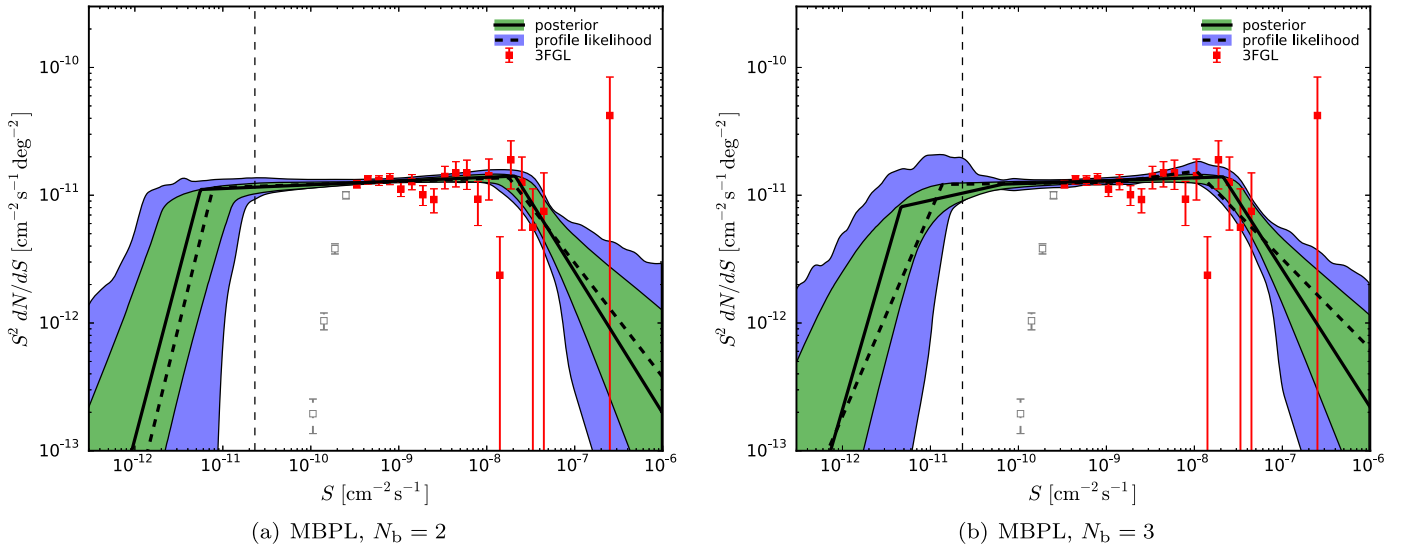 posterior
profile likelihood
3FGL
10⁻¹⁰
10⁻¹¹
10⁻¹²
10⁻¹³
S² dN/dS [cm⁻² s⁻¹ deg⁻²]
10⁻¹² 10⁻¹¹ 10⁻¹⁰ 10⁻⁹ 10⁻⁸ 10⁻⁷ 10⁻⁶
S [cm⁻² s⁻¹]
(a) MBPL, N_b = 2
posterior
profile likelihood
3FGL
10⁻¹⁰
10⁻¹¹
10⁻¹²
10⁻¹³
S² dN/dS [cm⁻² s⁻¹ deg⁻²]
10⁻¹² 10⁻¹¹ 10⁻¹⁰ 10⁻⁹ 10⁻⁸ 10⁻⁷ 10⁻⁶
S [cm⁻² s⁻¹]
(b) MBPL, N_b = 3